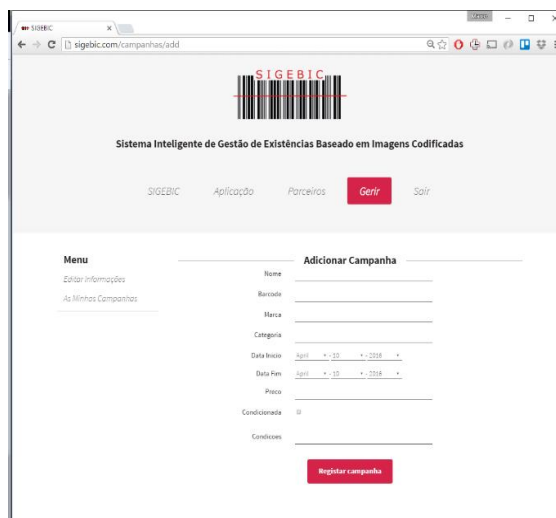 SIGEBIC
sigebic.com/campanhas/add
SIGEBIC
Sistema Inteligente de Gestão de Existências Baseado em Imagens Codificadas
SIGEBIC Aplicação Parceiros Gerir Sair
Menu
Editar Informações
As Minhas Campanhas
Adicionar Campanha
Nome
Barcode
Marca
Categoria
Data Inicio April - 10 - 2016
Data Fim April - 10 - 2016
Preco
Condicionada
Condicoes
Registar campanha